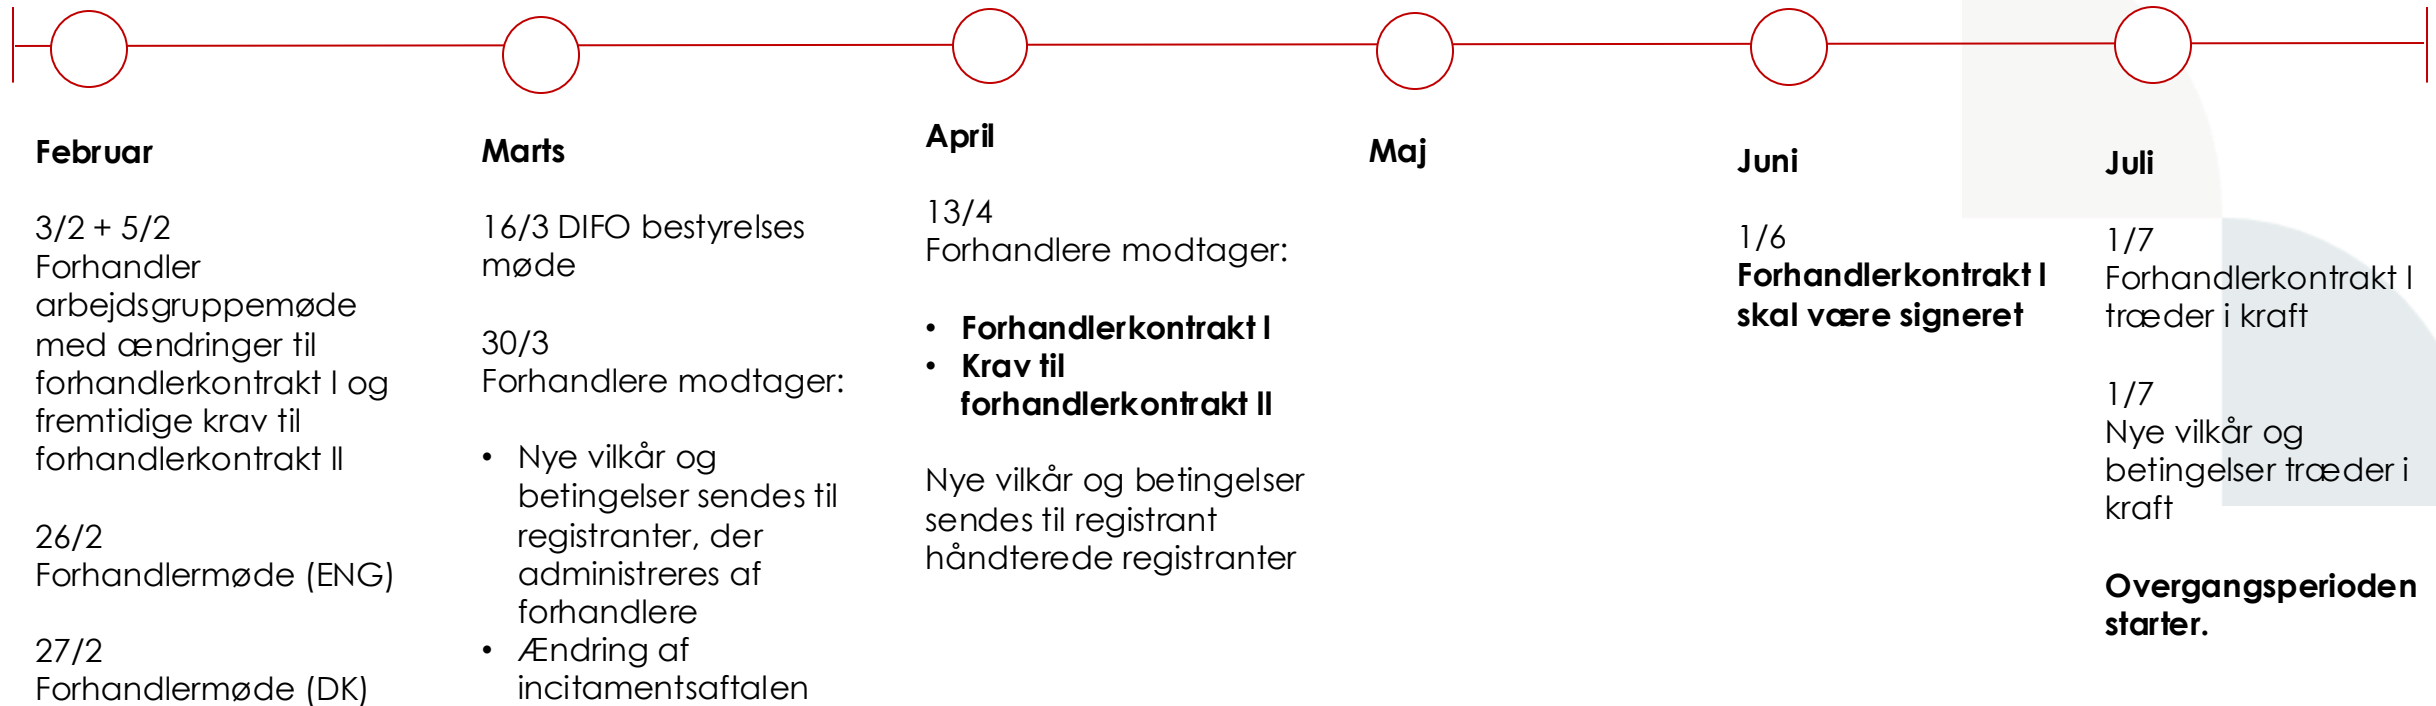 Februar
3/2 + 5/2
Forhandler
arbejdsgruppemøde
med ændringer til
forhandlerkontrakt I og
fremtidige krav til
forhandlerkontrakt II
26/2
Forhandlermøde (ENG)
27/2
Forhandlermøde (DK)
Marts
16/3 DIFO bestyrelses
møde
30/3
Forhandlere modtager:
• Nye vilkår og
betingelser sendes til
registranter, der
administreres af
forhandlere
• Ændring af
incitamentsaftalen
April
13/4
Forhandlere modtager:
• Forhandlerkontrakt I
• Krav til
forhandlerkontrakt II
Nye vilkår og betingelser
sendes til registrant
håndterede registranter
Maj
Juni
1/6
Forhandlerkontrakt I
skal være signeret
Juli
1/7
Forhandlerkontrakt I
træder i kraft
1/7
Nye vilkår og
betingelser træder i
kraft
Overgangsperioden
starter.